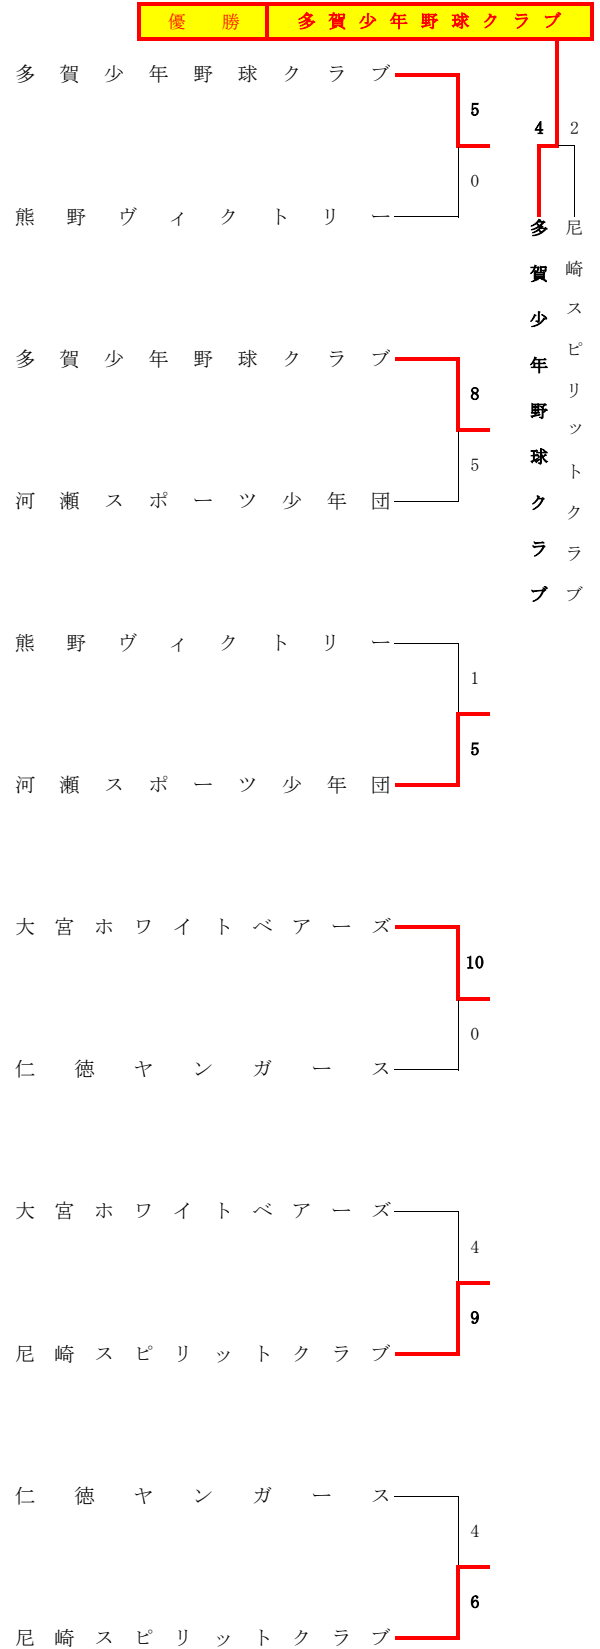 優勝 多賀少年野球クラブ
多賀少年野球クラブ
5
0
熊野ヴィクトリー
4 2
多賀少年野球クラブ
尼崎スピリットクラブ
多賀少年野球クラブ
8
5
河瀬スポーツ少年団
熊野ヴィクトリー
1
5
河瀬スポーツ少年団
大宮ホワイトベアーズ
10
0
仁徳ヤンガース
大宮ホワイトベアーズ
4
9
尼崎スピリットクラブ
仁徳ヤンガース
4
6
尼崎スピリットクラブ